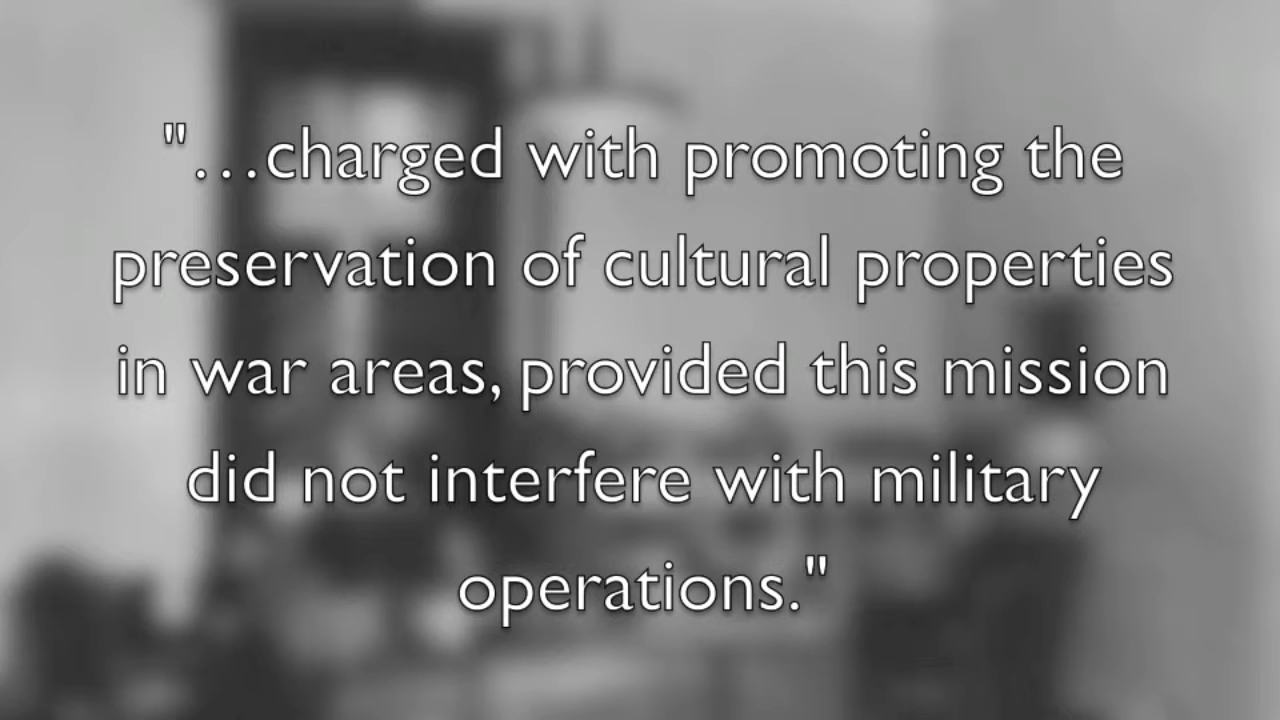 "…charged with promoting the
preservation of cultural properties
in war areas, provided this mission
did not interfere with military
operations."